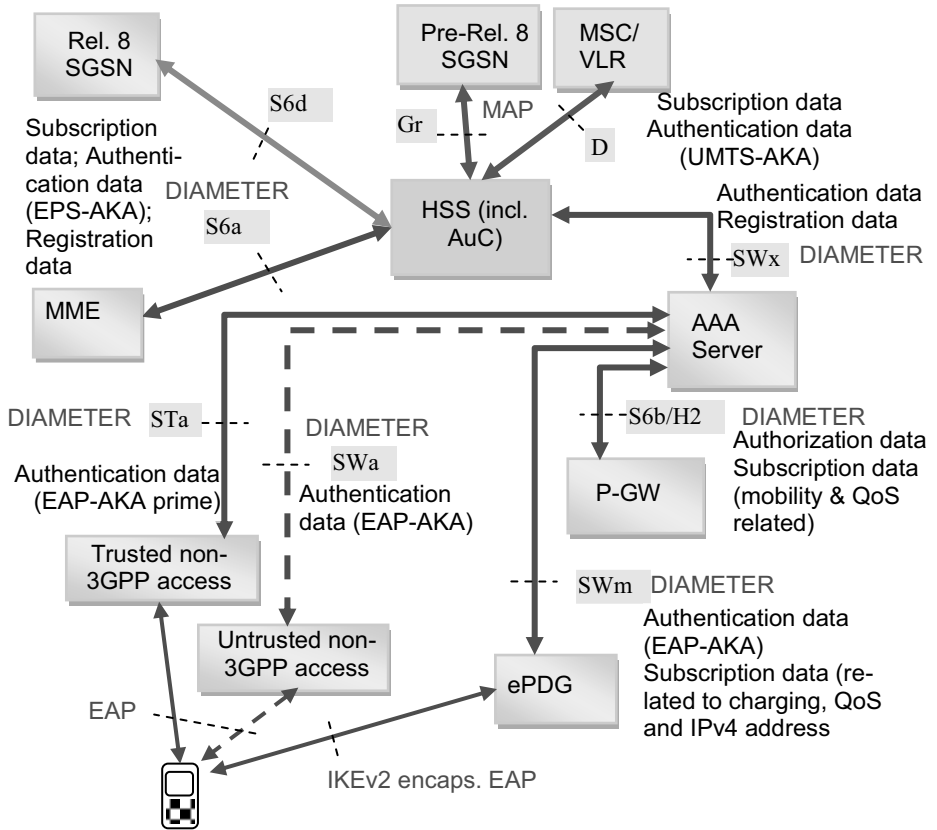 Rel. 8
SGSN
Pre-Rel. 8
SGSN
MSC/
VLR
S6d
Gr
MAP
D
Subscription data
Authentication data
(UMTS-AKA)
Subscription
data; Authenti-
cation data
(EPS-AKA);
Registration
data
DIAMETER
S6a
HSS (incl.
AuC)
Authentication data
Registration data
SWx
DIAMETER
MME
AAA
Server
DIAMETER
STa
DIAMETER
SWa
Authentication
data (EAP-AKA)
Authentication data
(EAP-AKA prime)
S6b/H2
DIAMETER
Authorization data
Subscription data
(mobility & QoS
related)
P-GW
Trusted non-
3GPP access
SWm
DIAMETER
Authentication data
(EAP-AKA)
Subscription data (re-
lated to charging, QoS
and IPv4 address
Untrusted non-
3GPP access
ePDG
EAP
IKEv2 encaps. EAP